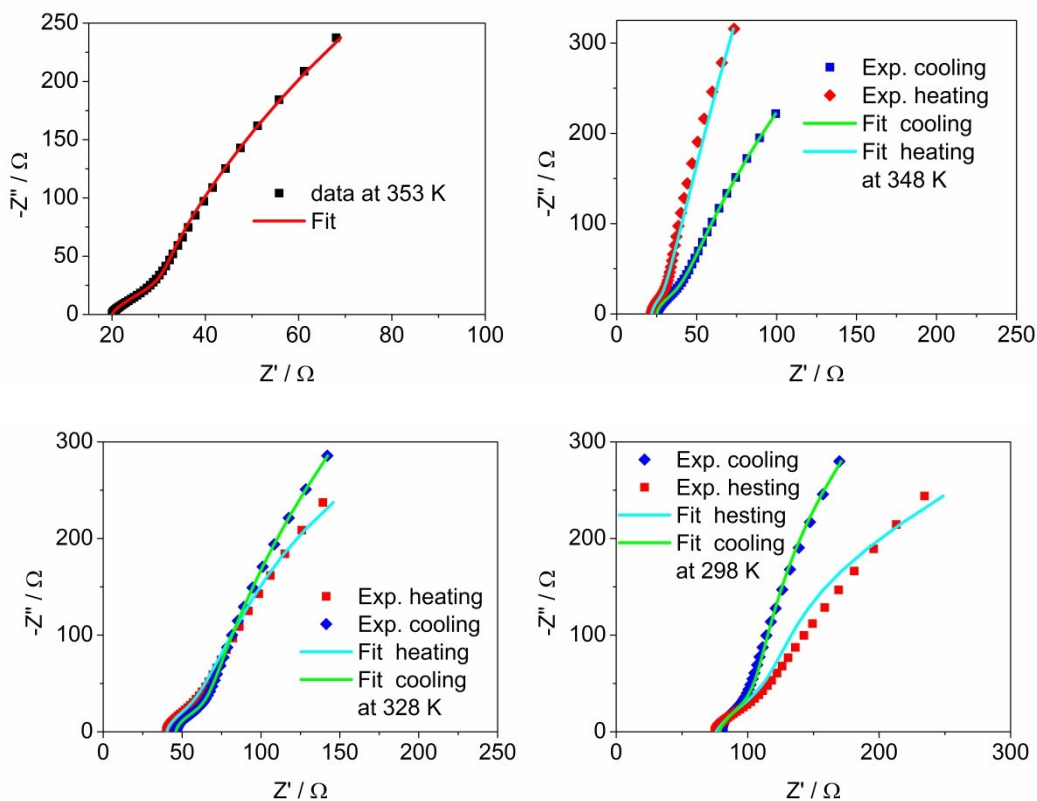 250
200
150
100
50
0
-Z'' / Ω
data at 353 K
Fit
20 40 60 80 100
Z' / Ω
300
200
100
0
-Z'' / Ω
Exp. cooling
Exp. heating
Fit cooling
Fit heating
at 348 K
0 50 100 150 200 250
Z' / Ω
300
200
100
0
-Z'' / Ω
Exp. heating
Exp. cooling
Fit heating
Fit cooling
at 328 K
0 50 100 150 200 250
Z' / Ω
300
200
100
0
-Z'' / Ω
Exp. cooling
Exp. hesting
Fit hesting
Fit cooling
at 298 K
0 100 200 300
Z' / Ω